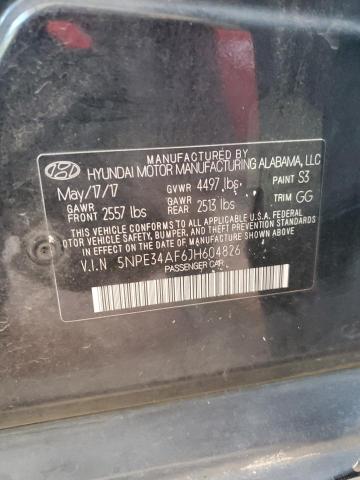 MANUFACTURED BY
HYUNDAI MOTOR MANUFACTURING ALABAMA, LLC
May/17/17 GVWR 4497 lbs PAINT S3
GAWR FRONT 2557 lbs GAWR REAR 2513 lbs TRIM GG
THIS VEHICLE CONFORMS TO ALL APPLICABLE U.S.A. FEDERAL
MOTOR VEHICLE SAFETY, BUMPER, AND THEFT PREVENTION
STANDARDS IN EFFECT ON THE DATE OF MANUFACTURE SHOWN ABOVE.
V.I.N 5NPE34AF6JH604826
PASSENGER CAR